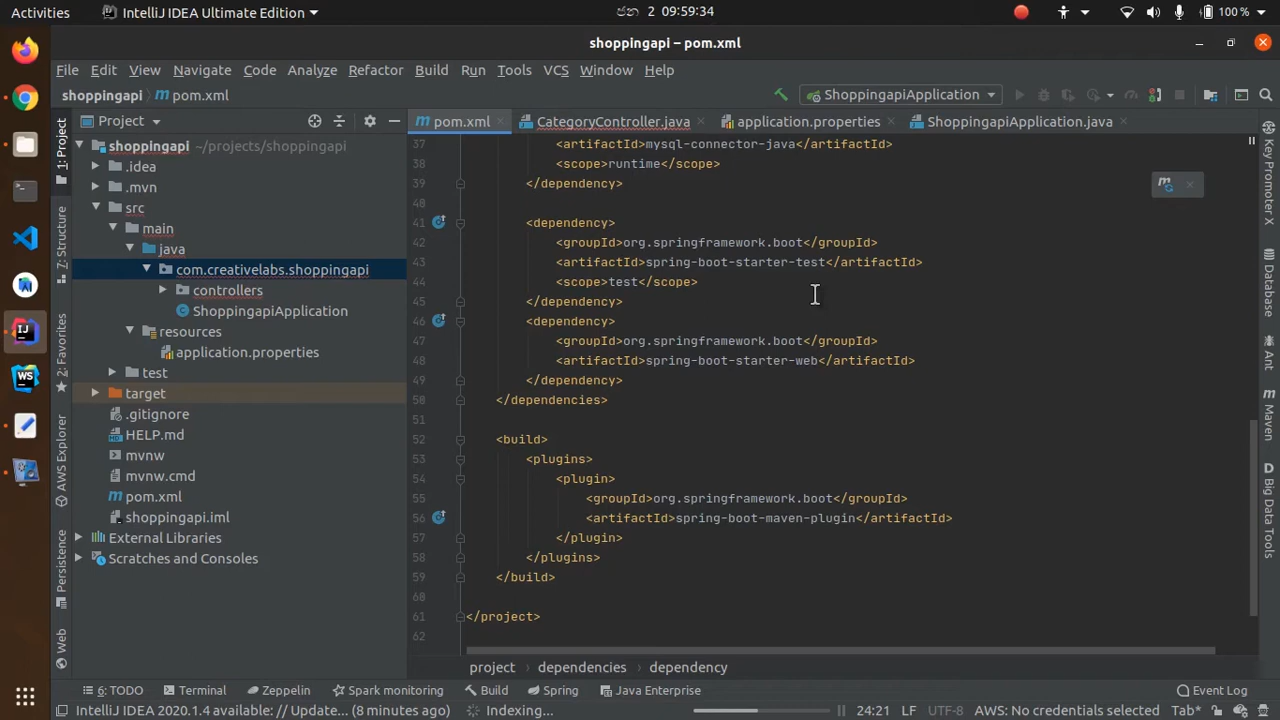 Activities
IntelliJ IDEA Ultimate Edition
ජන 2 09:59:34
100 %
shoppingapi – pom.xml
File Edit View Navigate Code Analyze Refactor Build Run Tools VCS Window Help
shoppingapi pom.xml
ShoppingapiApplication
1: Project
7: Structure
2: Favorites
AWS Explorer
Persistence
Web
Project
shoppingapi ~/projects/shoppingapi
.idea
.mvn
src
main
java
com.creativelabs.shoppingapi
controllers
ShoppingapiApplication
resources
application.properties
test
target
.gitignore
HELP.md
mvnw
mvnw.cmd
pom.xml
shoppingapi.iml
External Libraries
Scratches and Consoles
pom.xml
CategoryController.java
application.properties
ShoppingapiApplication.java
37 <artifactId>mysql-connector-java</artifactId>
38 <scope>runtime</scope>
39 </dependency>
40
41 <dependency>
42 <groupId>org.springframework.boot</groupId>
43 <artifactId>spring-boot-starter-test</artifactId>
44 <scope>test</scope>
45 </dependency>
46 <dependency>
47 <groupId>org.springframework.boot</groupId>
48 <artifactId>spring-boot-starter-web</artifactId>
49 </dependency>
50 </dependencies>
51
52 <build>
53 <plugins>
54 <plugin>
55 <groupId>org.springframework.boot</groupId>
56 <artifactId>spring-boot-maven-plugin</artifactId>
57 </plugin>
58 </plugins>
59 </build>
60
61 </project>
62
project dependencies dependency
Key Promoter X
Database
Ant
Maven
Big Data Tools
6: TODO
Terminal
Zeppelin
Spark monitoring
Build
Spring
Java Enterprise
Event Log
IntelliJ IDEA 2020.1.4 available: // Update... (8 minutes ago)
Indexing...
24:21 LF UTF-8 AWS: No credentials selected Tab*